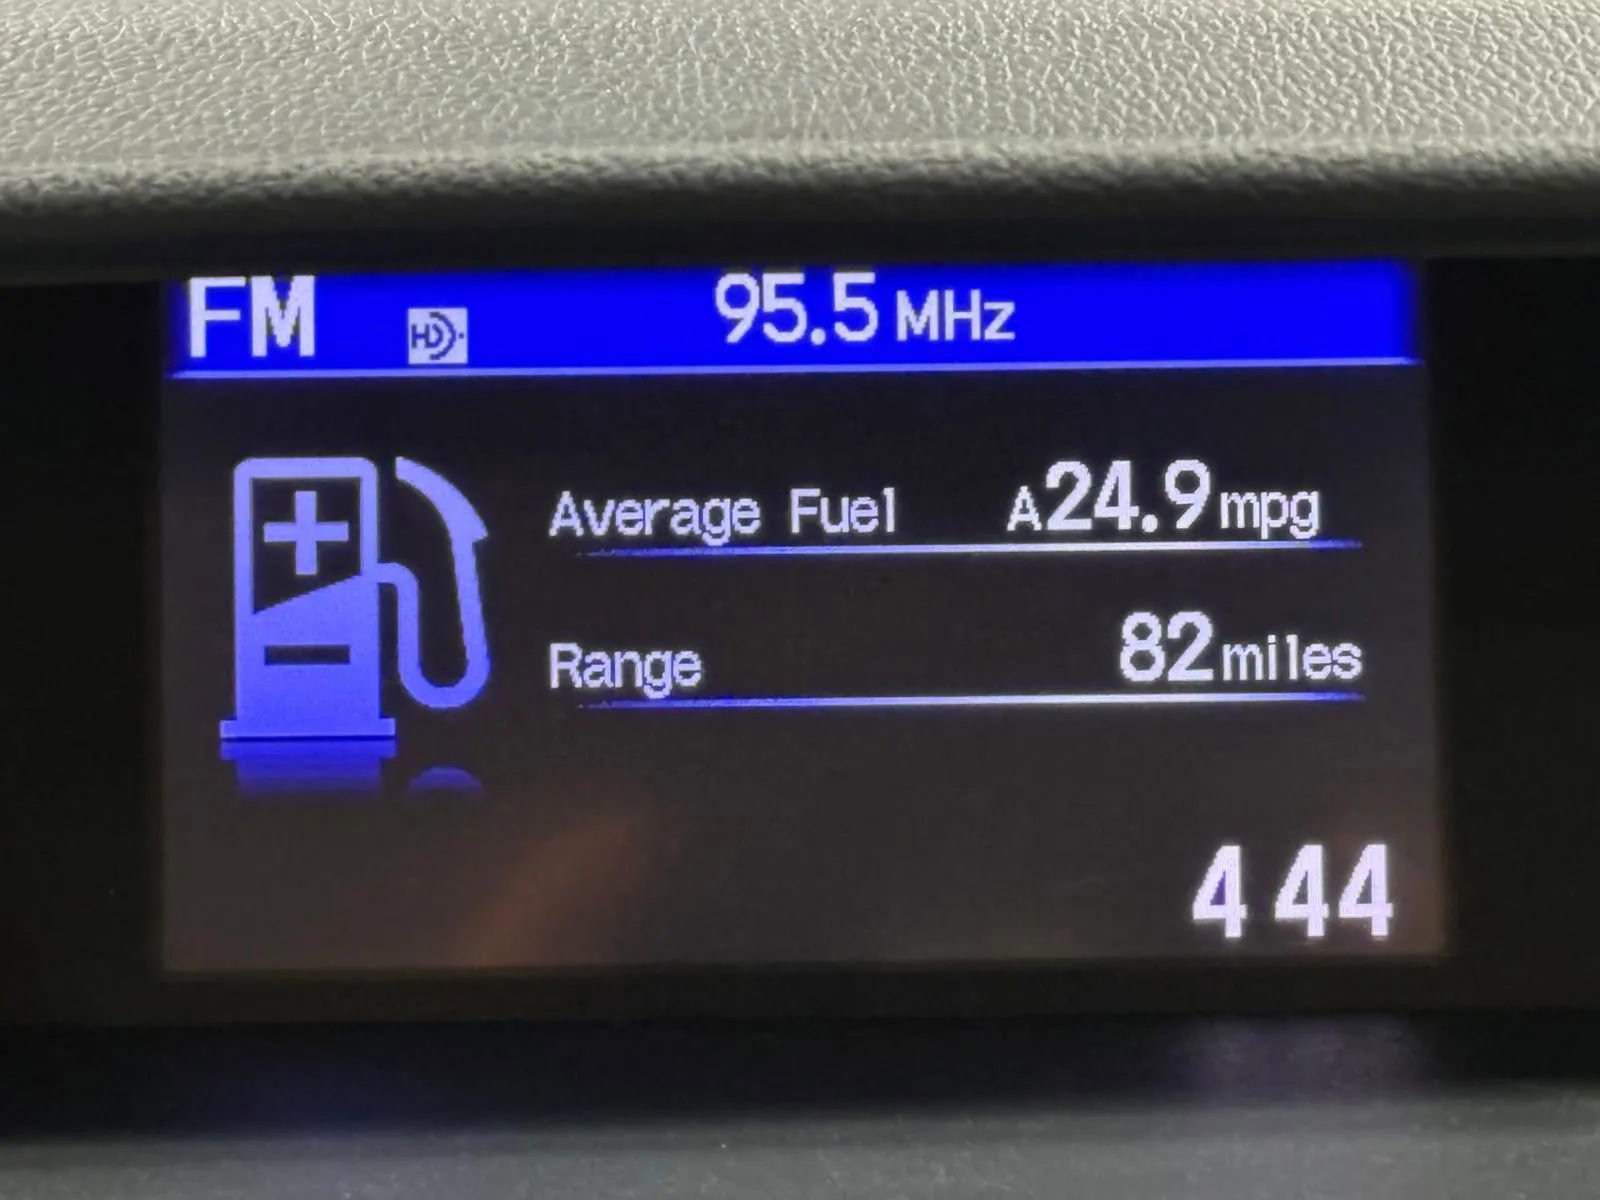 FM HD 95.5 MHz
Average Fuel A24.9 mpg
Range 82 miles
4 44